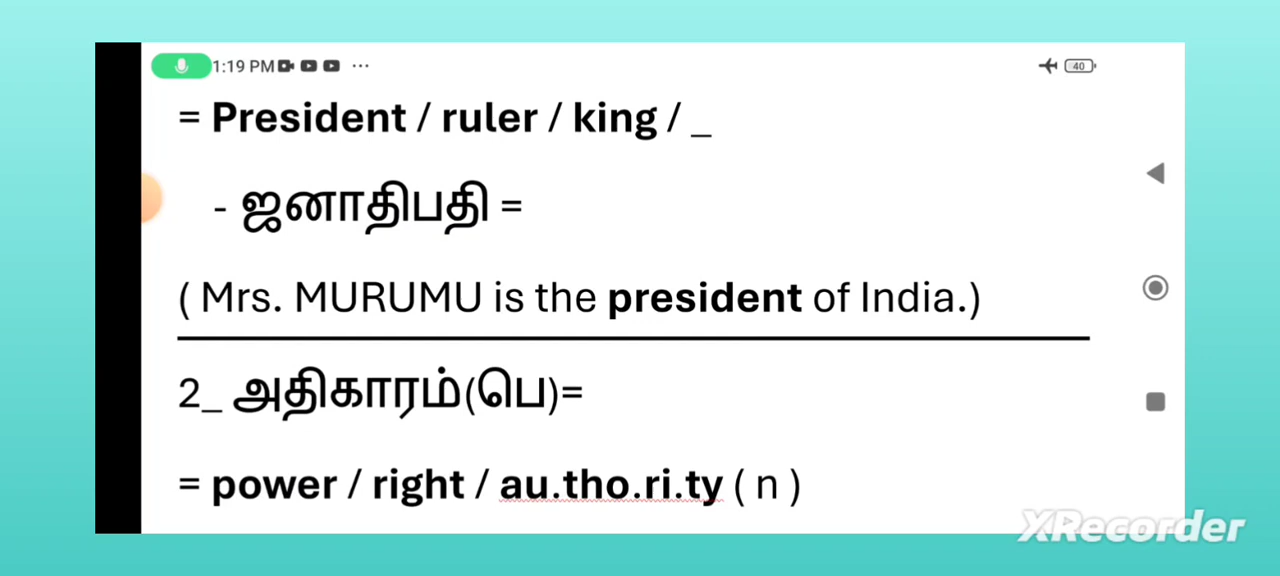 1:19 PM ... 40
= President / ruler / king / _
- ஜனாதிபதி =
( Mrs. MURUMU is the president of India.)
2_ அதிகாரம்(பெ)=
= power / right / au.tho.ri.ty ( n )
XRecorder